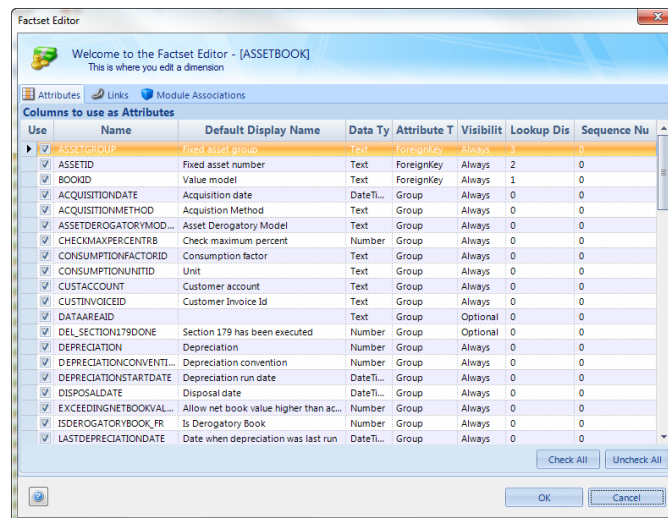 Factset Editor
Welcome to the Factset Editor - [ASSETBOOK]
This is where you edit a dimension
Attributes Links Module Associations
Columns to use as Attributes
Use Name Default Display Name Data Ty Attribute T Visibilit Lookup Dis Sequence Nu
ASSETGROUP Fixed asset group Text ForeignKey Always 3 0
ASSETID Fixed asset number Text ForeignKey Always 2 0
BOOKID Value model Text ForeignKey Always 1 0
ACQUISITIONDATE Acquisition date DateTi... Group Always 0 0
ACQUISITIONMETHOD Acquistion Method Text Group Always 0 0
ASSETDEROGATORYMOD... Asset Derogatory Model Text Group Always 0 0
CHECKMAXPERCENTRB Check maximum percent Number Group Always 0 0
CONSUMPTIONFACTORID Consumption factor Text Group Always 0 0
CONSUMPTIONUNITID Unit Text Group Always 0 0
CUSTACCOUNT Customer account Text Group Always 0 0
CUSTINVOICEID Customer Invoice Id Text Group Always 0 0
DATAAREAID Text Group Optional 0 0
DEL_SECTION179DONE Section 179 has been executed Number Group Optional 0 0
DEPRECIATION Depreciation Number Group Always 0 0
DEPRECIATIONCONVENTI... Depreciation convention Number Group Always 0 0
DEPRECIATIONSTARTDATE Depreciation run date DateTi... Group Always 0 0
DISPOSALDATE Disposal date DateTi... Group Always 0 0
EXCEEDINGNETBOOKVAL... Allow net book value higher than ac... Number Group Always 0 0
ISDEROGATORYBOOK_FR Is Derogatory Book Number Group Always 0 0
LASTDEPRECIATIONDATE Date when depreciation was last run DateTi... Group Always 0 0
Check All Uncheck All
OK Cancel